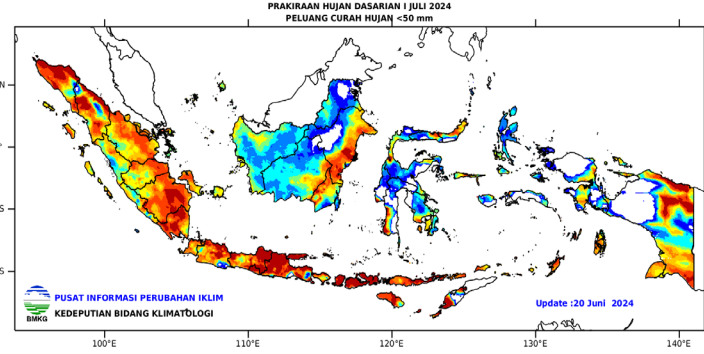 PRAKIRAAN HUJAN DASARIAN I JULI 2024
PELUANG CURAH HUJAN <50 mm
N
S
S
PUSAT INFORMASI PERUBAHAN IKLIM
KEDEPUTIAN BIDANG KLIMATOLOGI
BMKG
Update :20 Juni 2024
100°E
110°E
120°E
130°E
140°E